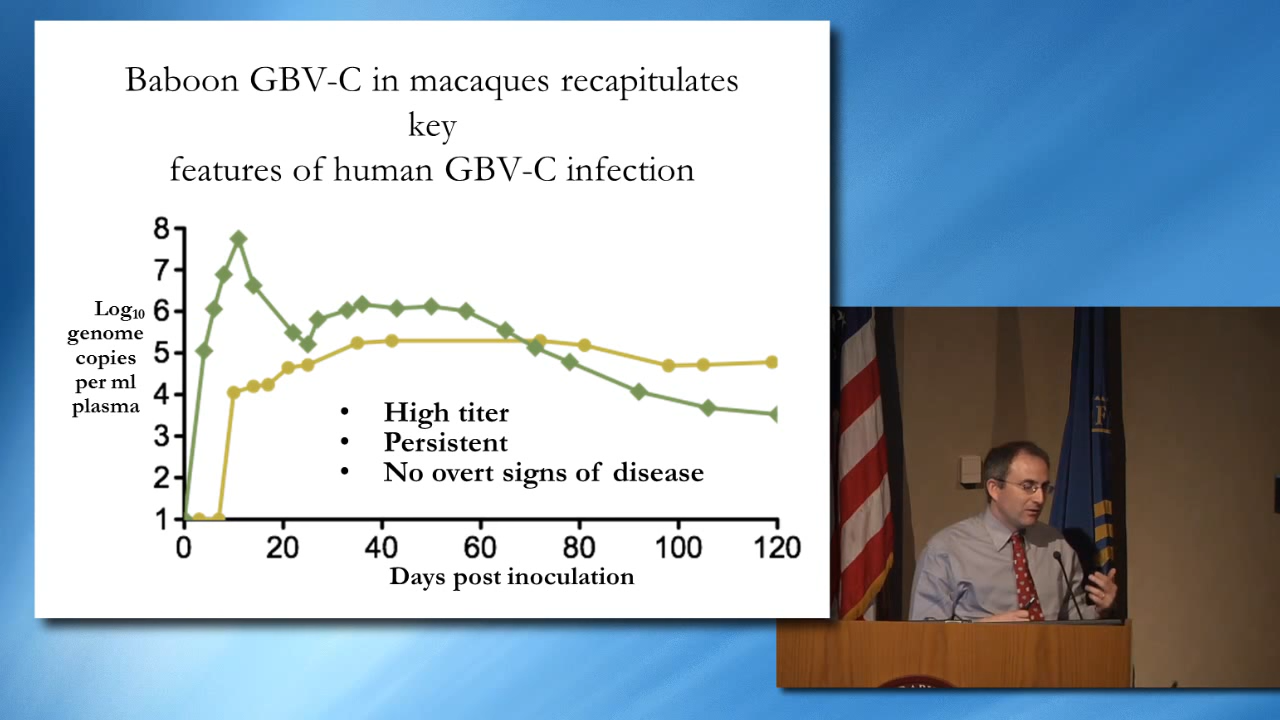 Baboon GBV-C in macaques recapitulates
key
features of human GBV-C infection
8
7
6
5
4
3
2
1
Log₁₀
genome
copies
per ml
plasma
• High titer
• Persistent
• No overt signs of disease
0 20 40 60 80 100 120
Days post inoculation